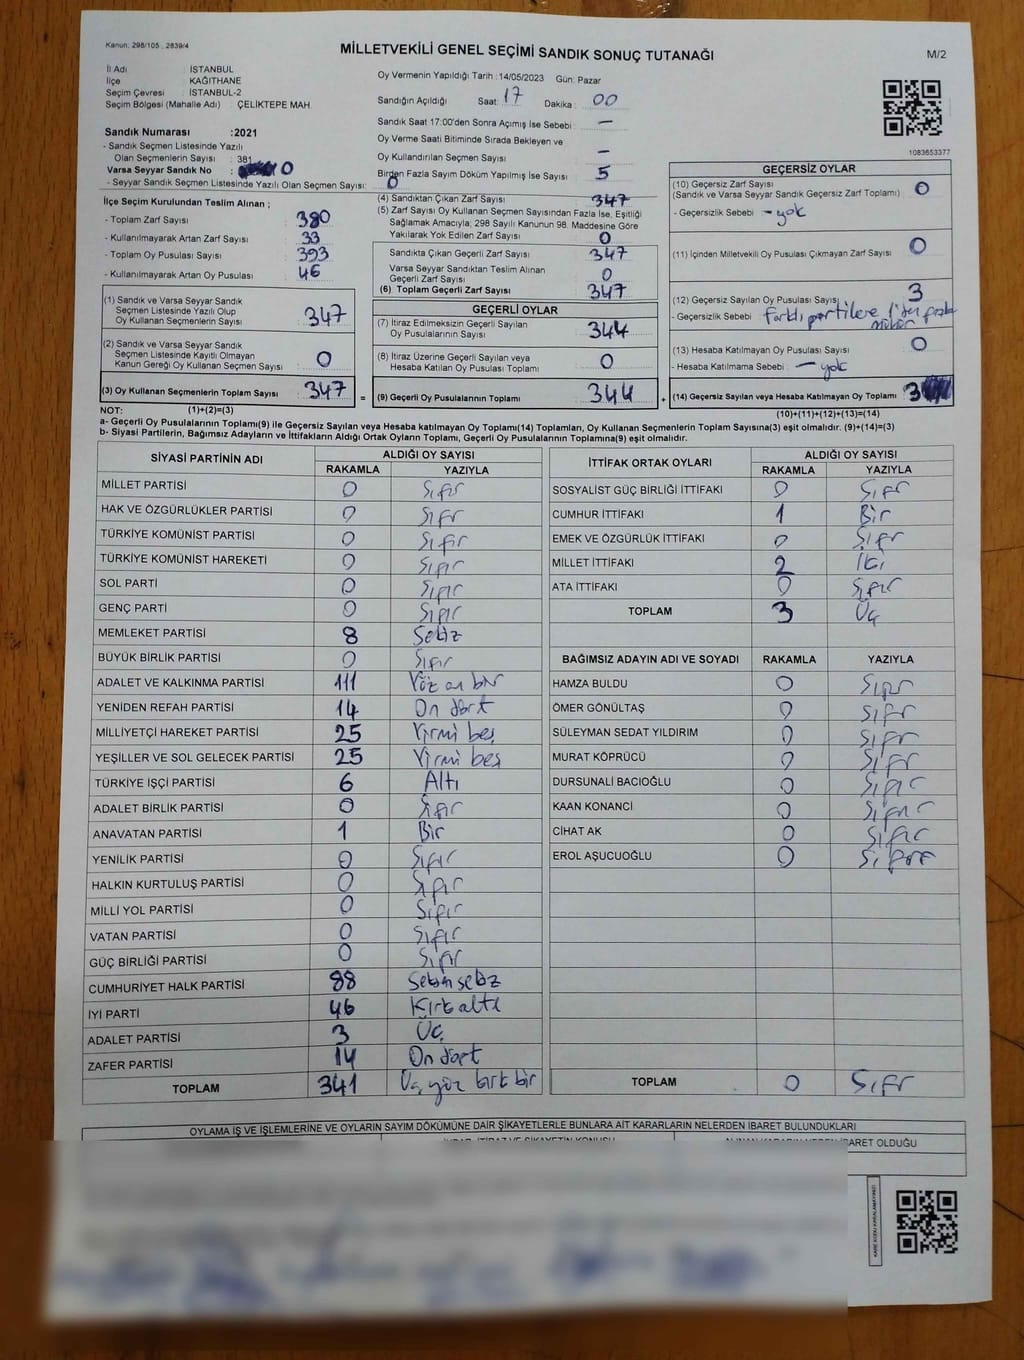 Kanun: 298/105 , 2839/4
MİLLETVEKİLİ GENEL SEÇİMİ SANDIK SONUÇ TUTANAĞI
M/2
İl Adı : İSTANBUL
İlçe : KAĞITHANE
Seçim Çevresi : İSTANBUL-2
Seçim Bölgesi (Mahalle Adı) : ÇELİKTEPE MAH.
Sandık Numarası :2021
- Sandık Seçmen Listesinde Yazılı
Olan Seçmenlerin Sayısı : 381
Varsa Seyyar Sandık No : 0
- Seyyar Sandık Seçmen Listesinde Yazılı Olan Seçmen Sayısı: 0
İlçe Seçim Kurulundan Teslim Alınan ;
- Toplam Zarf Sayısı : 380
- Kullanılmayarak Artan Zarf Sayısı : 33
- Toplam Oy Pusulası Sayısı : 393
- Kullanılmayarak Artan Oy Pusulası : 46
Oy Vermenin Yapıldığı Tarih :14/05/2023 Gün: Pazar
Sandığın Açıldığı Saat: 17 Dakika : 00
Sandık Saat 17:00'den Sonra Açımış İse Sebebi : —
Oy Verme Saati Bitiminde Sırada Bekleyen ve
Oy Kullandırılan Seçmen Sayısı : —
Birden Fazla Sayım Döküm Yapılmış İse Sayısı : 5
(4) Sandıktan Çıkan Zarf Sayısı : 347
(5) Zarf Sayısı Oy Kullanan Seçmen Sayısından Fazla İse, Eşitliği
Sağlamak Amacıyla; 298 Sayılı Kanunun 98. Maddesine Göre
Yakılarak Yok Edilen Zarf Sayısı : 0
Sandıkta Çıkan Geçerli Zarf Sayısı : 347
Varsa Seyyar Sandıktan Teslim Alınan
Geçerli Zarf Sayısı : 0
(6) Toplam Geçerli Zarf Sayısı : 347
1083653377
GEÇERSİZ OYLAR
(10) Geçersiz Zarf Sayısı : 0
(Sandık ve Varsa Seyyar Sandık Geçersiz Zarf Toplamı)
- Geçersizlik Sebebi : - yok
(11) İçinden Milletvekili Oy Pusulası Çıkmayan Zarf Sayısı : 0
(12) Geçersiz Sayılan Oy Pusulası Sayısı : 3
- Geçersizlik Sebebi : farklı partilere 1'den fazla
mühür
(13) Hesaba Katılmayan Oy Pusulası Sayısı : 0
- Hesaba Katılmama Sebebi : — yok
(14) Geçersiz Sayılan veya Hesaba Katılmayan Oy Toplamı : 3
(10)+(11)+(12)+(13)=(14)
(1) Sandık ve Varsa Seyyar Sandık
Seçmen Listesinde Yazılı Olup
Oy Kullanan Seçmenlerin Sayısı : 347
(2) Sandık ve Varsa Seyyar Sandık
Seçmen Listesinde Kayıtlı Olmayan
Kanun Gereği Oy Kullanan Seçmen Sayısı : 0
(3) Oy Kullanan Seçmenlerin Toplam Sayısı : 347
(1)+(2)=(3)
GEÇERLİ OYLAR
(7) İtiraz Edilmeksizin Geçerli Sayılan
Oy Pusulalarının Sayısı : 344
(8) İtiraz Üzerine Geçerli Sayılan veya
Hesaba Katılan Oy Pusulası Toplamı : 0
= (9) Geçerli Oy Pusulalarının Toplamı : 344 +
NOT:
a- Geçerli Oy Pusulalarının Toplamı(9) ile Geçersiz Sayılan veya Hesaba katılmayan Oy Toplamı(14) Toplamları, Oy Kullanan Seçmenlerin Toplam Sayısına(3) eşit olmalıdır. (9)+(14)=(3)
b- Siyasi Partilerin, Bağımsız Adayların ve İttifakların Aldığı Ortak Oyların Toplamı, Geçerli Oy Pusulalarının Toplamına(9) eşit olmalıdır.
SİYASİ PARTİNİN ADI ALDIĞI OY SAYISI
RAKAMLA YAZIYLA
MİLLET PARTİSİ 0 Sıfır
HAK VE ÖZGÜRLÜKLER PARTİSİ 0 Sıfır
TÜRKİYE KOMÜNİST PARTİSİ 0 Sıfır
TÜRKİYE KOMÜNİST HAREKETİ 0 Sıfır
SOL PARTİ 0 Sıfır
GENÇ PARTİ 0 Sıfır
MEMLEKET PARTİSİ 8 Sekiz
BÜYÜK BİRLİK PARTİSİ 0 Sıfır
ADALET VE KALKINMA PARTİSİ 111 Yüz on bir
YENİDEN REFAH PARTİSİ 14 On dört
MİLLİYETÇİ HAREKET PARTİSİ 25 Yirmi beş
YEŞİLLER VE SOL GELECEK PARTİSİ 25 Yirmi beş
TÜRKİYE İŞÇİ PARTİSİ 6 Altı
ADALET BİRLİK PARTİSİ 0 Sıfır
ANAVATAN PARTİSİ 1 Bir
YENİLİK PARTİSİ 0 Sıfır
HALKIN KURTULUŞ PARTİSİ 0 Sıfır
MİLLİ YOL PARTİSİ 0 Sıfır
VATAN PARTİSİ 0 Sıfır
GÜÇ BİRLİĞİ PARTİSİ 0 Sıfır
CUMHURİYET HALK PARTİSİ 88 Seksen sekiz
İYİ PARTİ 46 Kırk altı
ADALET PARTİSİ 3 Üç
ZAFER PARTİSİ 14 On dört
TOPLAM 341 Üç yüz kırk bir
İTTİFAK ORTAK OYLARI ALDIĞI OY SAYISI
RAKAMLA YAZIYLA
SOSYALİST GÜÇ BİRLİĞİ İTTİFAKI 0 Sıfır
CUMHUR İTTİFAKI 1 Bir
EMEK VE ÖZGÜRLÜK İTTİFAKI 0 Sıfır
MİLLET İTTİFAKI 2 İki
ATA İTTİFAKI 0 Sıfır
TOPLAM 3 Üç
BAĞIMSIZ ADAYIN ADI VE SOYADI RAKAMLA YAZIYLA
HAMZA BULDU 0 Sıfır
ÖMER GÖNÜLTAŞ 0 Sıfır
SÜLEYMAN SEDAT YILDIRIM 0 Sıfır
MURAT KÖPRÜCÜ 0 Sıfır
DURSUNALİ BACIOĞLU 0 Sıfır
KAAN KONANCİ 0 Sıfır
CİHAT AK 0 Sıfır
EROL AŞUCUOĞLU 0 Sıfır
TOPLAM 0 Sıfır
OYLAMA İŞ VE İŞLEMLERİNE VE OYLARIN SAYIM DÖKÜMÜNE DAİR ŞİKAYETLERLE BUNLARA AİT KARARLARIN NELERDEN İBARET BULUNDUKLARI
İBARET OLDUĞU
KARE KODU KARALAMAYINIZ!